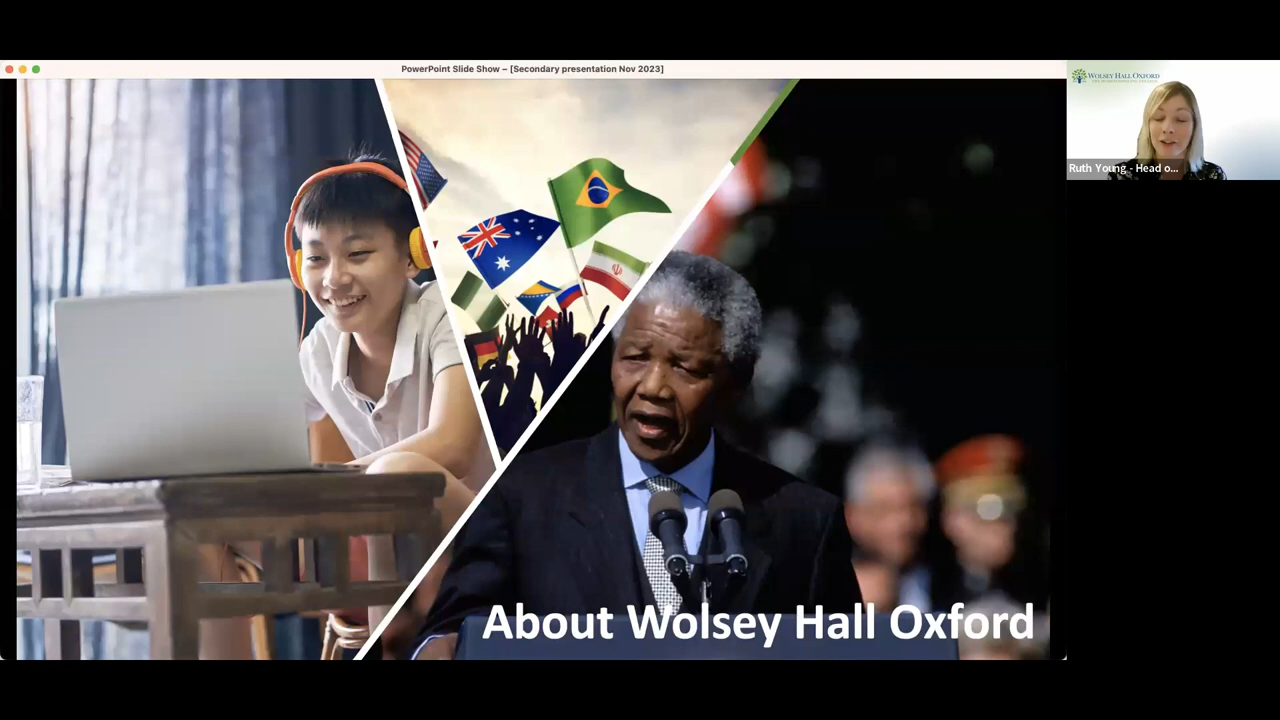 PowerPoint Slide Show – [Secondary presentation Nov 2023]
WOLSEY HALL OXFORD
Ruth Young - Head o...
About Wolsey Hall Oxford